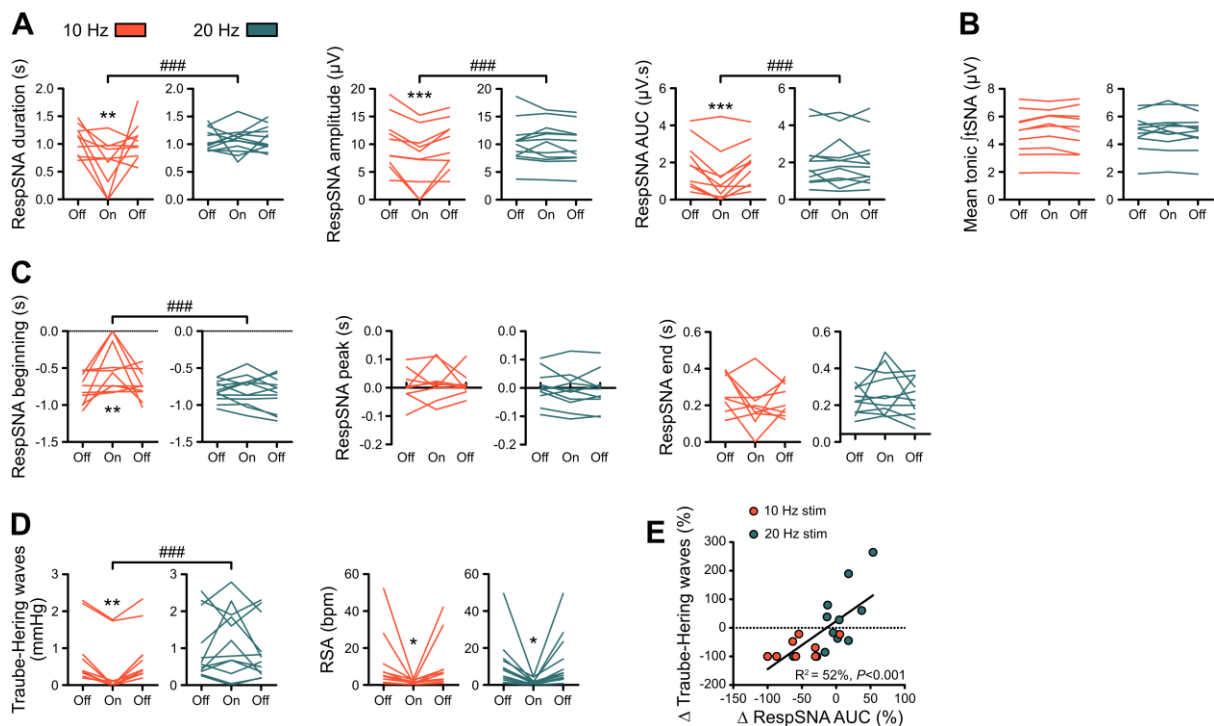 A
10 Hz
20 Hz
RespSNA duration (s)
2.0
1.5
1.0
0.5
0.0
**
###
2.0
1.5
1.0
0.5
0.0
Off On Off
Off On Off
RespSNA amplitude (µV)
20
15
10
5
0
***
###
20
15
10
5
0
Off On Off
Off On Off
RespSNA AUC (µV.s)
6
4
2
0
***
###
6
4
2
0
Off On Off
Off On Off
B
Mean tonic ∫sSNA (µV)
8
6
4
2
0
8
6
4
2
0
Off On Off
Off On Off
C
RespSNA beginning (s)
0.0
-0.5
-1.0
-1.5
**
###
0.0
-0.5
-1.0
-1.5
Off On Off
Off On Off
RespSNA peak (s)
0.2
0.1
0.0
-0.1
-0.2
0.0
0.1
0.0
-0.1
-0.2
Off On Off
Off On Off
RespSNA end (s)
0.6
0.4
0.2
0.0
0.6
0.4
0.2
0.0
Off On Off
Off On Off
D
Traube-Hering waves
(mmHg)
3
2
1
0
**
###
3
2
1
0
Off On Off
Off On Off
RSA (bpm)
60
40
20
0
*
60
40
20
0
*
Off On Off
Off On Off
E
10 Hz stim
20 Hz stim
Δ Traube-Hering waves (%)
300
200
100
0
-100
-200
R² = 52%, P<0.001
-150 -100 -50 0 50 100
Δ RespSNA AUC (%)